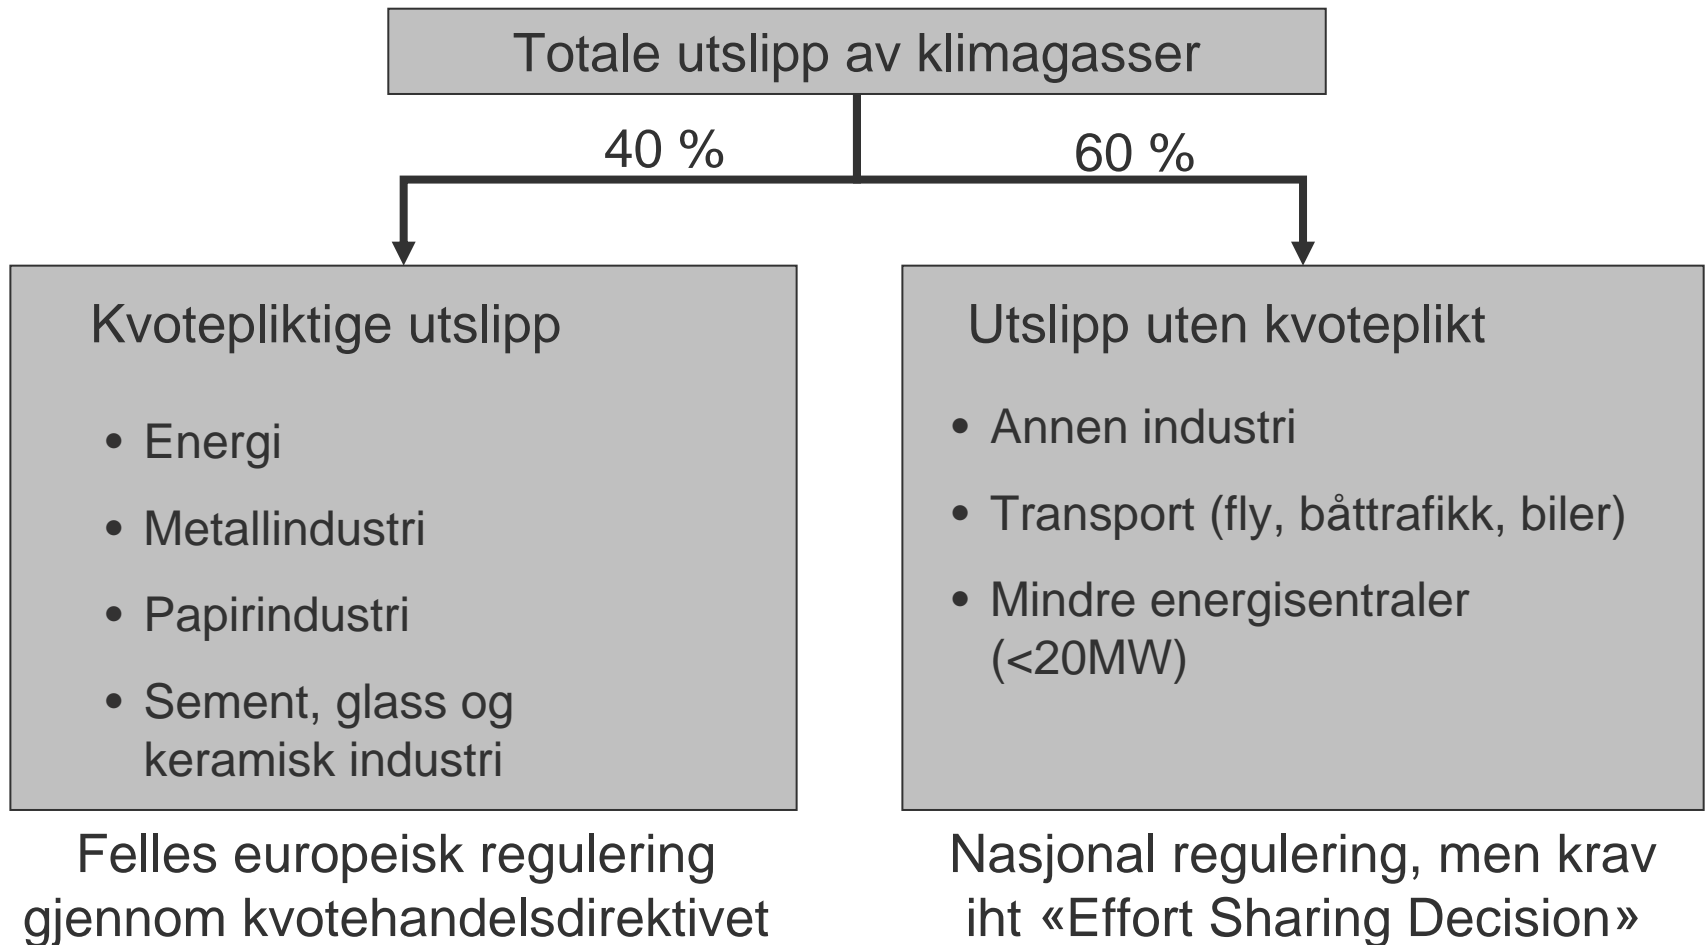 Totale utslipp av klimagasser
40 %
60 %
Kvotepliktige utslipp
• Energi
• Metallindustri
• Papirindustri
• Sement, glass og
keramisk industri
Felles europeisk regulering
gjennom kvotehandelsdirektivet
Utslipp uten kvoteplikt
• Annen industri
• Transport (fly, båttrafikk, biler)
• Mindre energisentraler
(<20MW)
Nasjonal regulering, men krav
iht «Effort Sharing Decision»